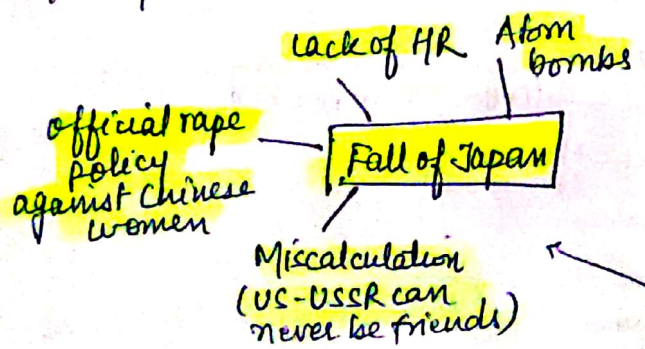 Lack of HR
Atom
bombs
official rape
policy
against Chinese
women
Fall of Japan
Miscalculation
(US-USSR can
never be friends)